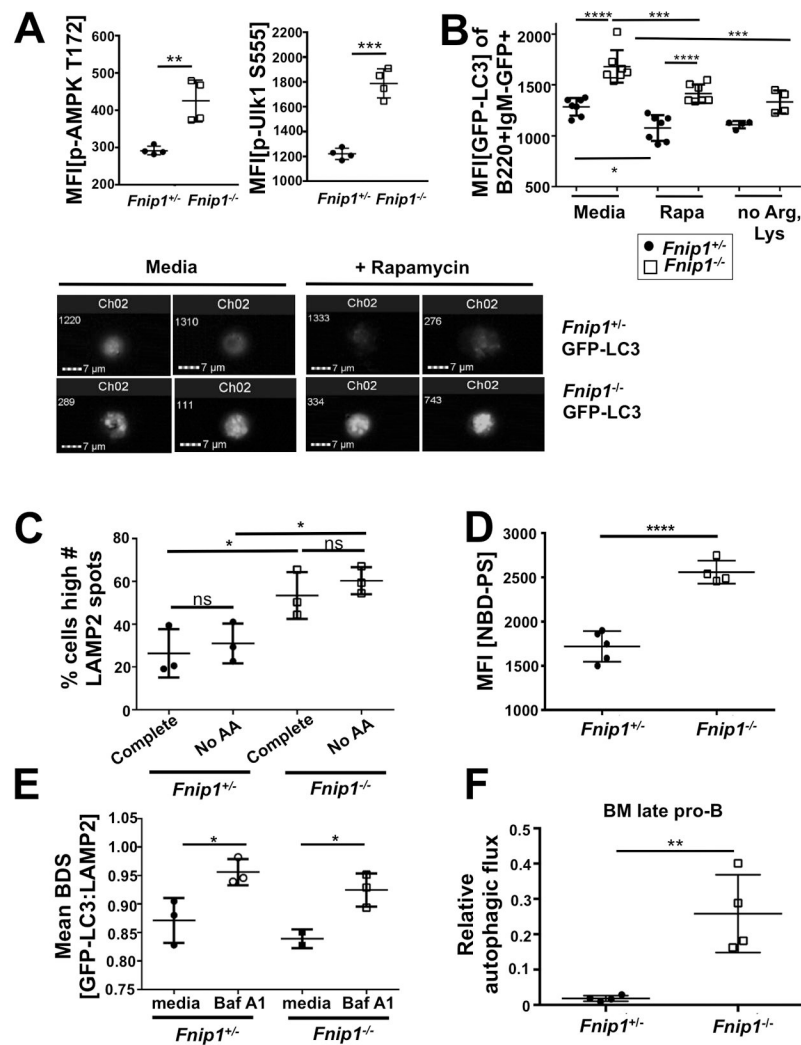 A
MFI[p-AMPK T172]
600
500
400
300
200
**
Fnip1+/- Fnip1-/-
MFI[p-Ulk1 S555]
2200
2000
1800
1600
1400
1200
1000
***
Fnip1+/- Fnip1-/-
B
MFI[GFP-LC3] of
B220+IgM-GFP+
2000
1500
1000
500
**** ***
***
****
*
Media Rapa no Arg,
Lys
Fnip1+/-
Fnip1-/-
Media + Rapamycin
Ch02 Ch02 Ch02 Ch02
1220 1310 1333 276
7 µm 7 µm 7 µm 7 µm
Fnip1+/-
GFP-LC3
Ch02 Ch02 Ch02 Ch02
289 111 334 743
7 µm 7 µm 7 µm 7 µm
Fnip1-/-
GFP-LC3
C
% cells high #
LAMP2 spots
80
60
40
20
0
*
*
ns
ns
Complete No AA Complete No AA
Fnip1+/- Fnip1-/-
D
MFI [NBD-PS]
3000
2500
2000
1500
1000
****
Fnip1+/- Fnip1-/-
E
Mean BDS
[GFP-LC3:LAMP2]
1.05
1.00
0.95
0.90
0.85
0.80
0.75
* *
media Baf A1 media Baf A1
Fnip1+/- Fnip1-/-
F
BM late pro-B
Relative
autophagic flux
0.5
0.4
0.3
0.2
0.1
0
**
Fnip1+/- Fnip1-/-